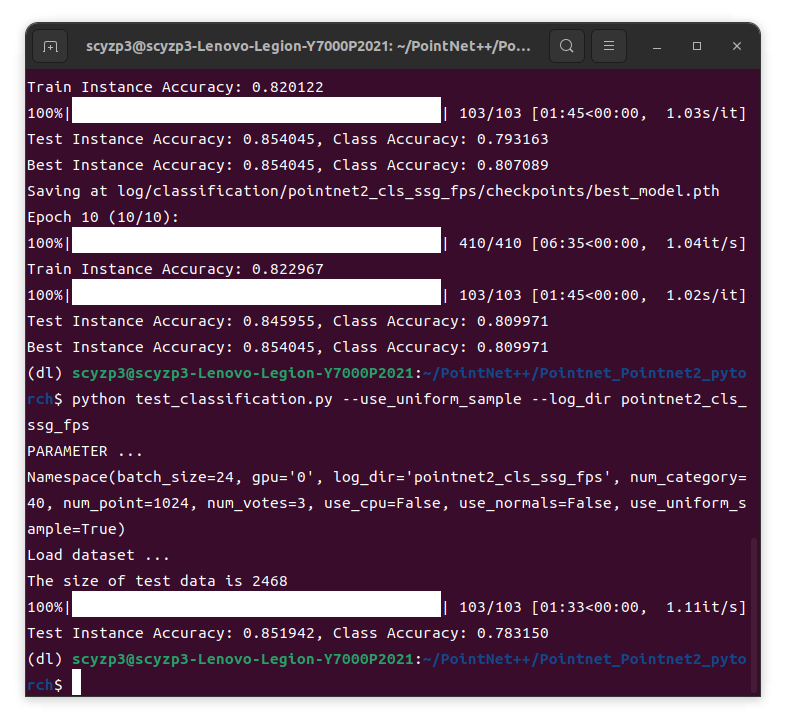 scyzp3@scyzp3-Lenovo-Legion-Y7000P2021: ~/PointNet++/Po...
Train Instance Accuracy: 0.820122
100%|          | 103/103 [01:45<00:00,  1.03s/it]
Test Instance Accuracy: 0.854045, Class Accuracy: 0.793163
Best Instance Accuracy: 0.854045, Class Accuracy: 0.807089
Saving at log/classification/pointnet2_cls_ssg_fps/checkpoints/best_model.pth
Epoch 10 (10/10):
100%|          | 410/410 [06:35<00:00,  1.04it/s]
Train Instance Accuracy: 0.822967
100%|          | 103/103 [01:45<00:00,  1.02s/it]
Test Instance Accuracy: 0.845955, Class Accuracy: 0.809971
Best Instance Accuracy: 0.854045, Class Accuracy: 0.809971
(dl) scyzp3@scyzp3-Lenovo-Legion-Y7000P2021:~/PointNet++/Pointnet_Pointnet2_pyto
rch$ python test_classification.py --use_uniform_sample --log_dir pointnet2_cls_
ssg_fps
PARAMETER ...
Namespace(batch_size=24, gpu='0', log_dir='pointnet2_cls_ssg_fps', num_category=
40, num_point=1024, num_votes=3, use_cpu=False, use_normals=False, use_uniform_s
ample=True)
Load dataset ...
The size of test data is 2468
100%|          | 103/103 [01:33<00:00,  1.11it/s]
Test Instance Accuracy: 0.851942, Class Accuracy: 0.783150
(dl) scyzp3@scyzp3-Lenovo-Legion-Y7000P2021:~/PointNet++/Pointnet_Pointnet2_pyto
rch$